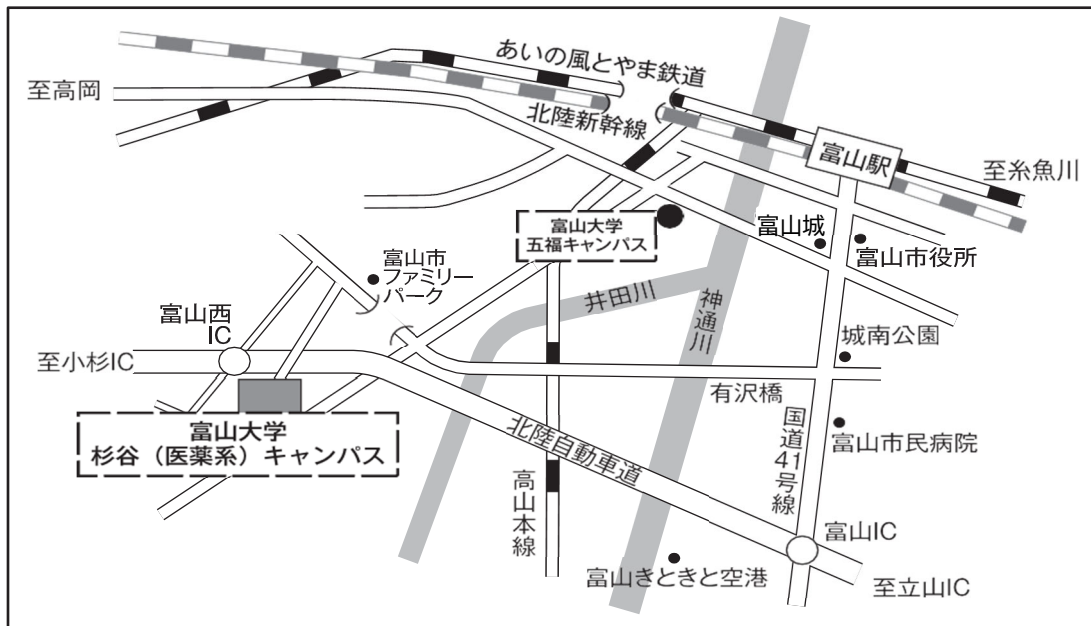 あいの風とやま鉄道
至高岡
北陸新幹線
富山駅
至糸魚川
富山大学
五福キャンパス
富山城
富山市役所
富山市
ファミリー
パーク
富山西
IC
井田川
神通川
至小杉IC
城南公園
有沢橋
富山大学
杉谷（医薬系）キャンパス
北陸自動車道
国道41号線
富山市民病院
高山本線
富山IC
富山きときと空港
至立山IC